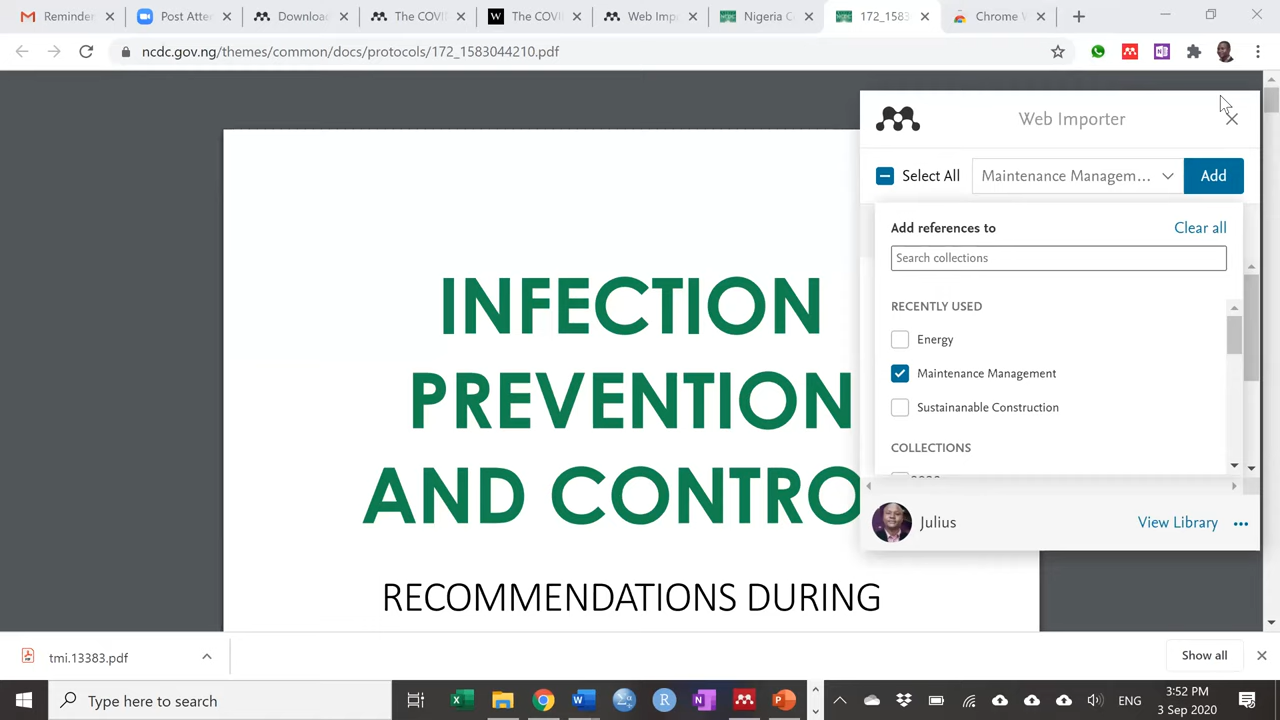 Reminder
Post Atte
Downloa
The COVI
W
The COVI
Web Imp
Nigeria C
172_1583
Chrome V
ncdc.gov.ng/themes/common/docs/protocols/172_1583044210.pdf
Web Importer
Select All
Maintenance Managem...
Add
Add references to
Clear all
Search collections
RECENTLY USED
Energy
Maintenance Management
Sustainanable Construction
COLLECTIONS
Julius
View Library
INFECTION
PREVENTION
AND CONTRO
RECOMMENDATIONS DURING
tmi.13383.pdf
Show all
Type here to search
ENG
3:52 PM
3 Sep 2020